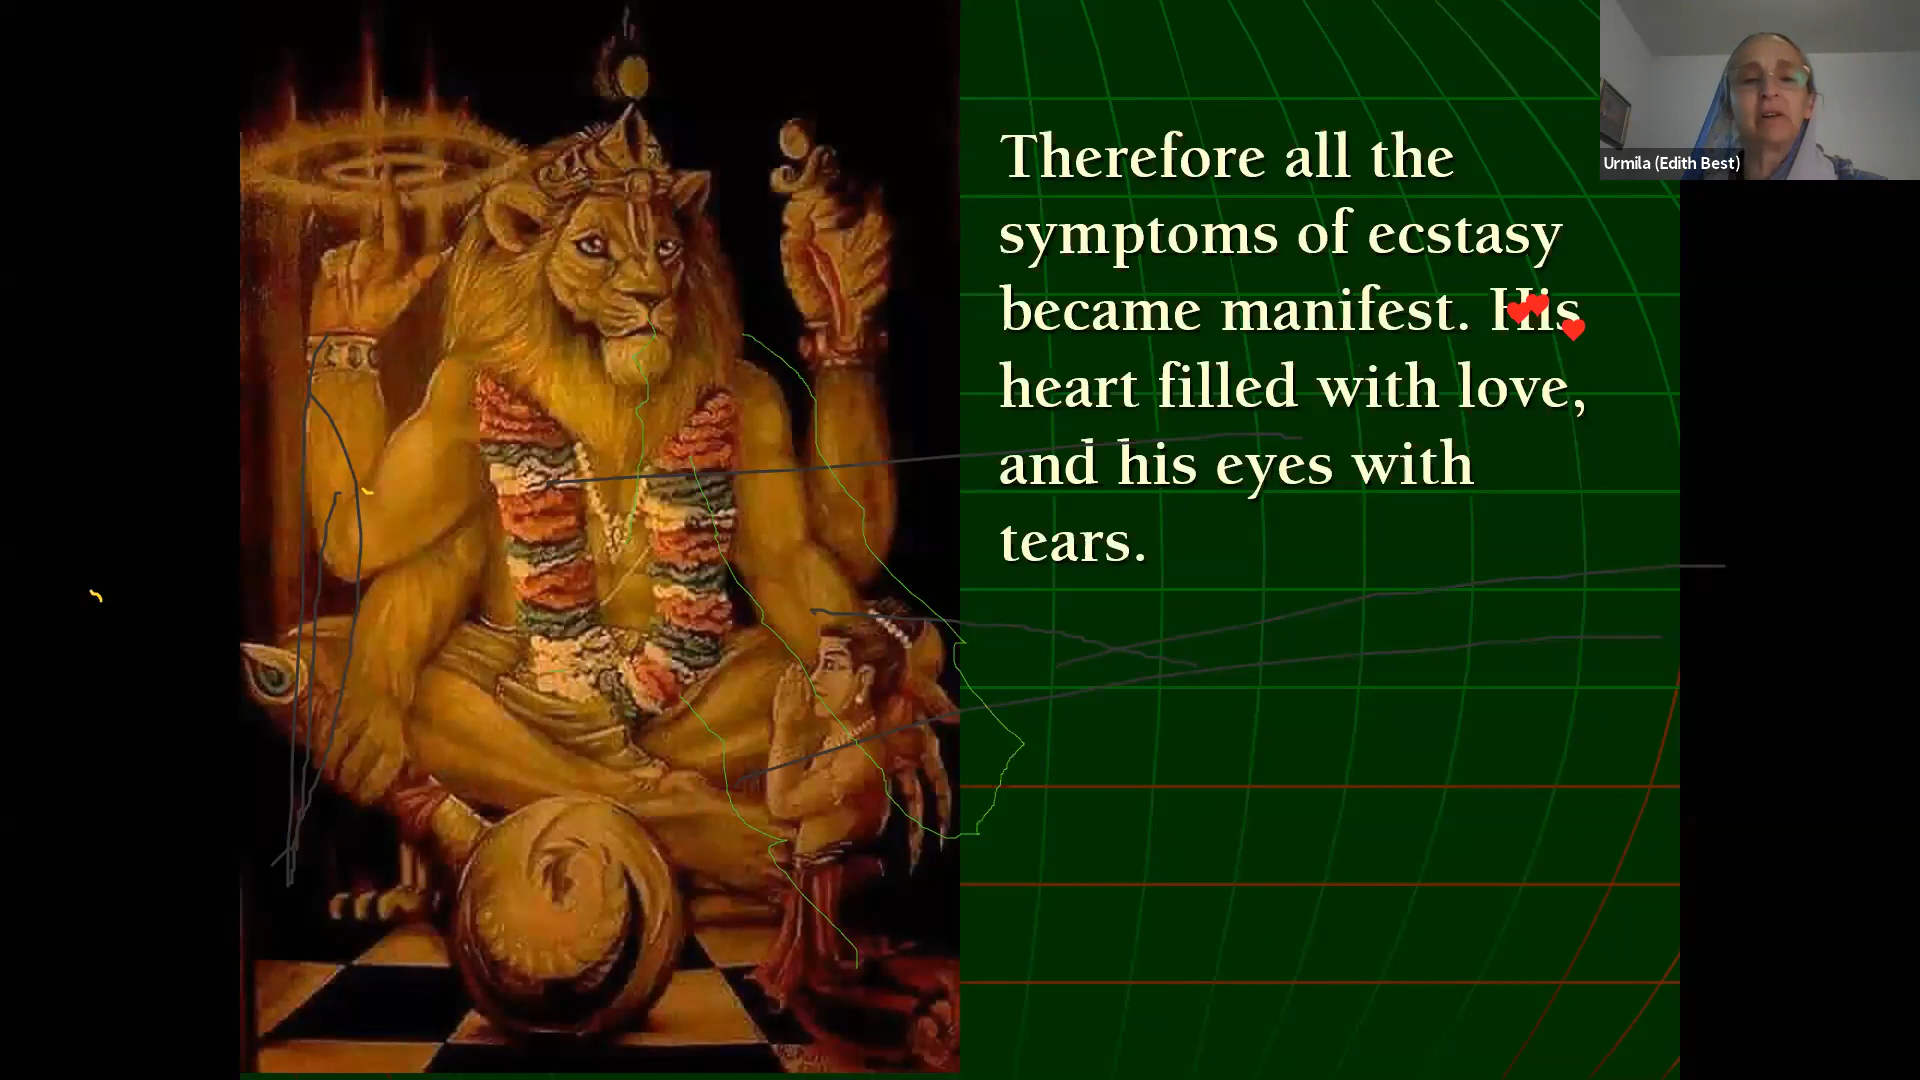 Therefore all the
symptoms of ecstasy
became manifest. His
heart filled with love,
and his eyes with
tears.
Urmila (Edith Best)